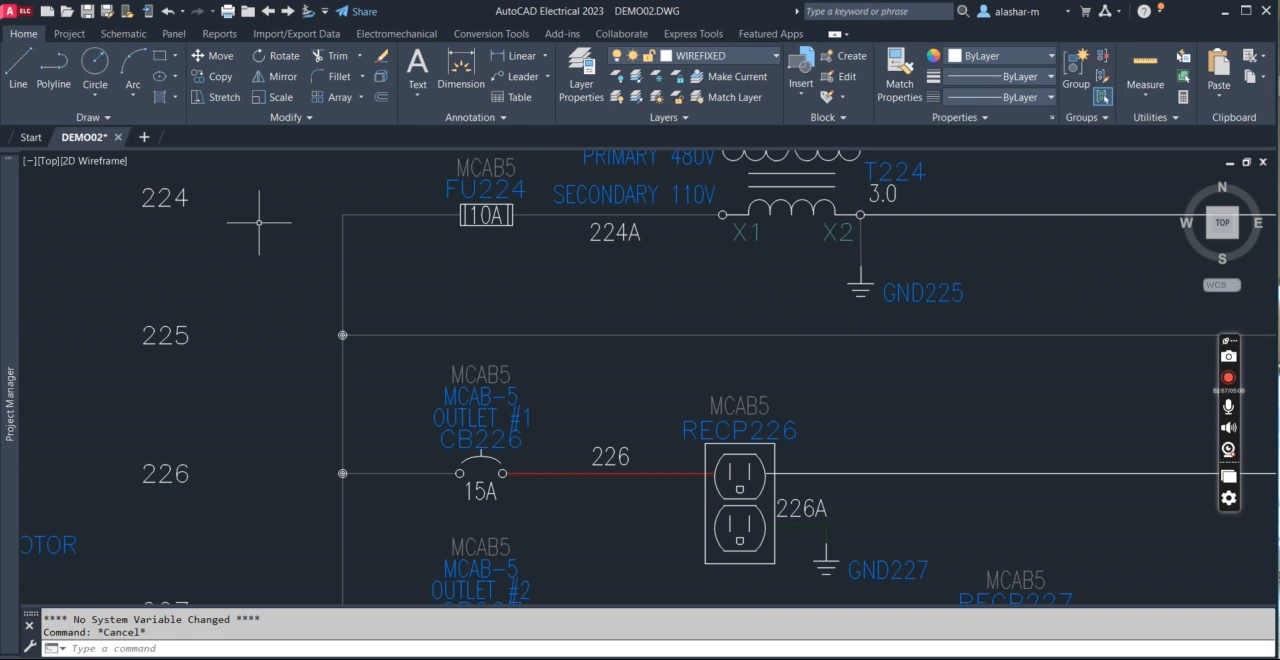 A ELC Share AutoCAD Electrical 2023 DEMO02.DWG Type a keyword or phrase alashar-m ?
Home Project Schematic Panel Reports Import/Export Data Electromechanical Conversion Tools Add-ins Collaborate Express Tools Featured Apps
Line Polyline Circle Arc
Draw
Move Rotate Trim
Copy Mirror Fillet
Stretch Scale Array
Modify
A Text Dimension
Linear
Leader
Table
Annotation
Layer Properties
WIREFIXED
Make Current
Match Layer
Layers
Insert
Create
Edit
Block
Match Properties
ByLayer
ByLayer
ByLayer
Properties
Group
Groups
Measure
Utilities
Paste
Clipboard
Start DEMO02*
[−][Top][2D Wireframe]
Project Manager
N
W TOP E
S
WCS
PRIMARY 480V
MCAB5
FU224
10A
SECONDARY 110V
T224
3.0
224
224A
X1 X2
GND225
225
MCAB5
MCAB-5
OUTLET #1
CB226
MCAB5
RECP226
226
226
15A
226A
GND227
OTOR
MCAB5
MCAB-5
OUTLET #2
MCAB5
RECP227
**** No System Variable Changed ****
Command: *Cancel*
Type a command